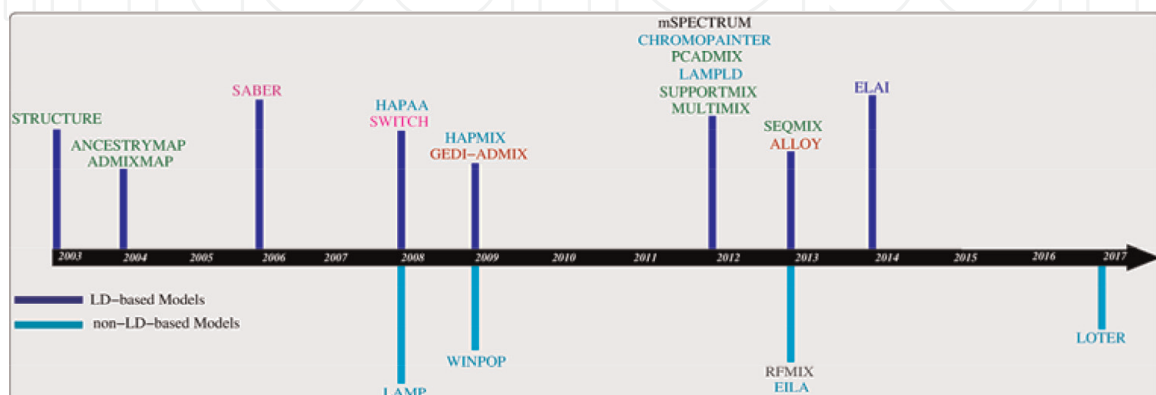 mSPECTRUM
CHROMOPAINTER
PCADMIX
LAMPLD
SUPPORTMIX
MULTIMIX
STRUCTURE
ANCESTRYMAP
ADMIXMAP
SABER
HAPAA
SWITCH
HAPMIX
GEDI-ADMIX
SEQMIX
ALLOY
ELAI
2003 2004 2005 2006 2007 2008 2009 2010 2011 2012 2013 2014 2015 2016 2017
LD-based Models
non-LD-based Models
LAMP
WINPOP
RFMIX
EILA
LOTER